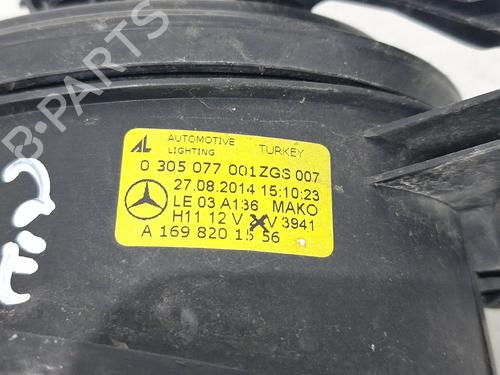 B-PARTS
AL AUTOMOTIVE LIGHTING TURKEY
0 305 077 001ZGS 007
27.08.2014 15:10:23
LE 03 A136 MAKO
H11 12 V V 3941
A 169 820 15 56